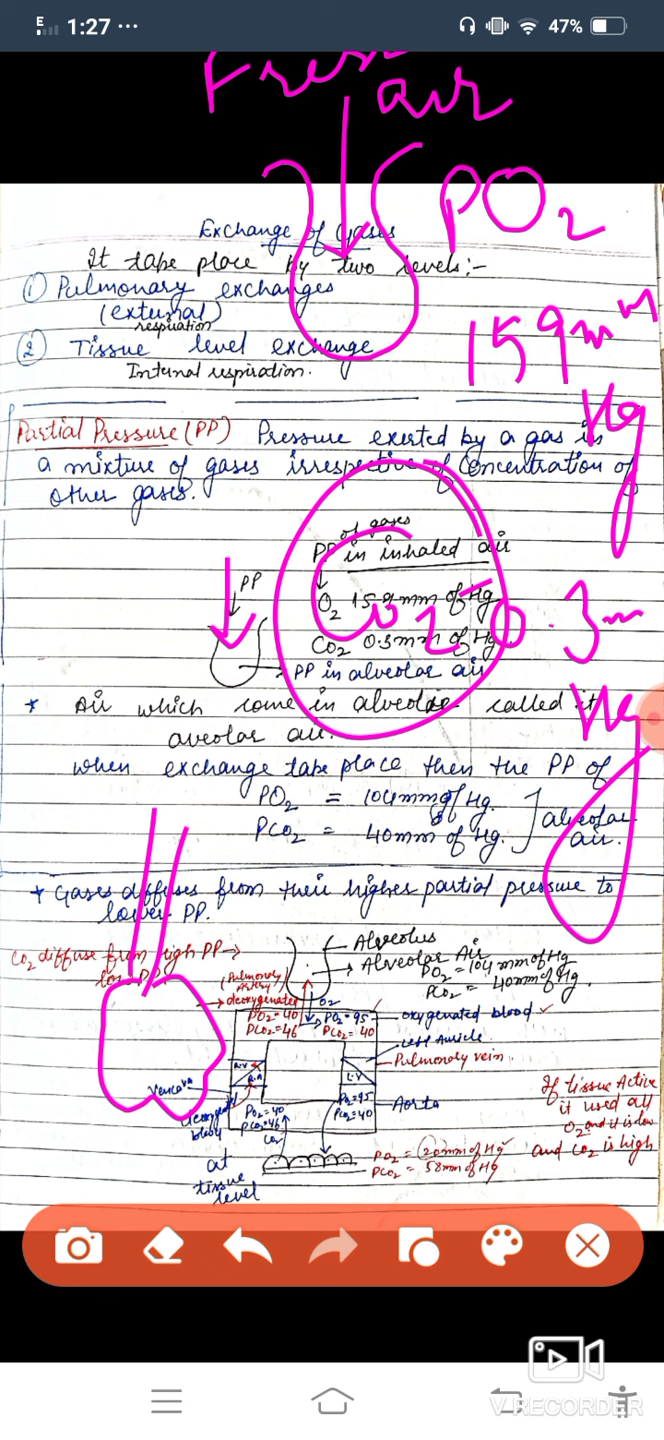 1:27 ...
47%
Fresh
air
PO2
159mm
Hg
Exchange of Gases
It take place by two levels:-
① Pulmonary exchanges
(external)
respiration
② Tissue level exchange
Internal respiration.
Partial Pressure (PP) Pressure exerted by a gas in
a mixture of gases irrespective of Concentration of
other gases.
of gases
PP in inhaled air
PP
O2 159mm of Hg
CO2 0.3mm of Hg
CO2 0.3m
Hg
PP in alveolar air
* Air which come in alveolar called it
aveolar air.
when exchange take place then the PP of
PO2 = 104mm of Hg.
PCO2 = 40mm of Hg.
alveolar
air.
* Gases diffuses from their higher partial pressure to
lower PP.
CO2 diffuse from high PP→
low PP
Alveolus
Alveolar Air
PO2 = 104 mm of Hg
PCO2 = 40mm of Hg.
(Pulmonary
Artery)
deoxygenated
O2
PO2=40
PCO2=46
PO2=95
PCO2=40
oxygenated blood
Left Auricle
Pulmonary vein
R.V
R.A
L.V
Venacava
deoxygenated
blood
PO2=40
PCO2=46
CO2
PO2=95
PCO2=40
Aorta
at
tissue
level
PO2 = 20mm of Hg
PCO2 = 58mm of Hg
If tissue Active
it used all
O2 and it is low
and CO2 is high
V RECORDER